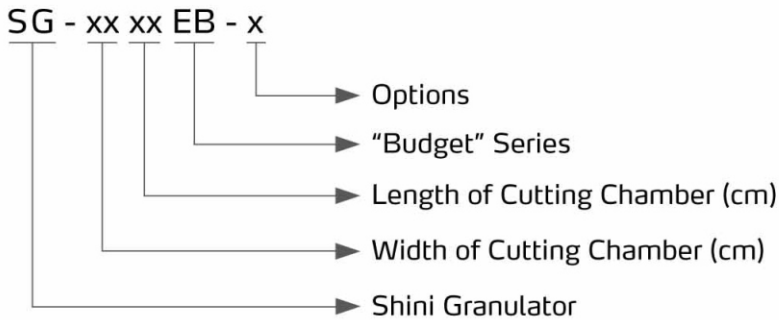 SG - xx xx EB - x
Options
“Budget” Series
Length of Cutting Chamber (cm)
Width of Cutting Chamber (cm)
Shini Granulator